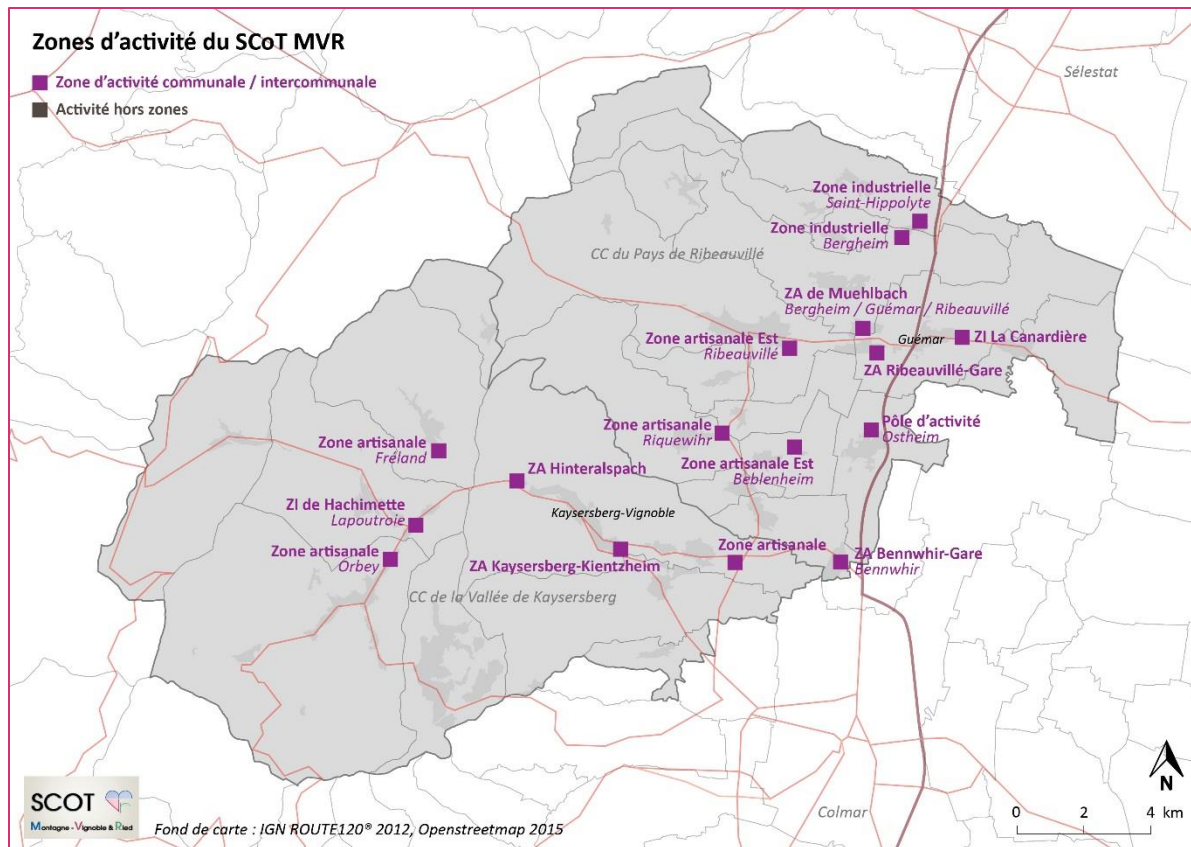 Zones d'activité du SCoT MVR
Zone d'activité communale / intercommunale
Activité hors zones
Sélestat
Zone industrielle
Saint-Hippolyte
Zone industrielle
Bergheim
CC du Pays de Ribeauvillé
ZA de Muehlbach
Bergheim / Guémar / Ribeauvillé
Zone artisanale Est
Ribeauvillé
Guémar
ZI La Canardière
ZA Ribeauvillé-Gare
Zone artisanale
Riquewihr
Pôle d'activité
Ostheim
Zone artisanale
Fréland
Zone artisanale Est
Beblenheim
ZA Hinteralspach
ZI de Hachimette
Lapoutroie
Kaysersberg-Vignoble
Zone artisanale
Orbey
ZA Kaysersberg-Kientzheim
Zone artisanale
ZA Bennwhir-Gare
Bennwhir
CC de la Vallée de Kaysersberg
SCOT
Montagne - Vignoble & Ried
Fond de carte : IGN ROUTE120® 2012, Openstreetmap 2015
Colmar
N
0 2 4 km